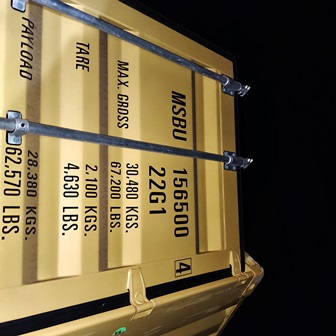 MSBU 156500 4
22G1
MAX. GROSS 30.480 KGS.
67.200 LBS.
TARE 2.100 KGS.
4,630 LBS.
PAYLOAD 28.380 KGS.
62.570 LBS.